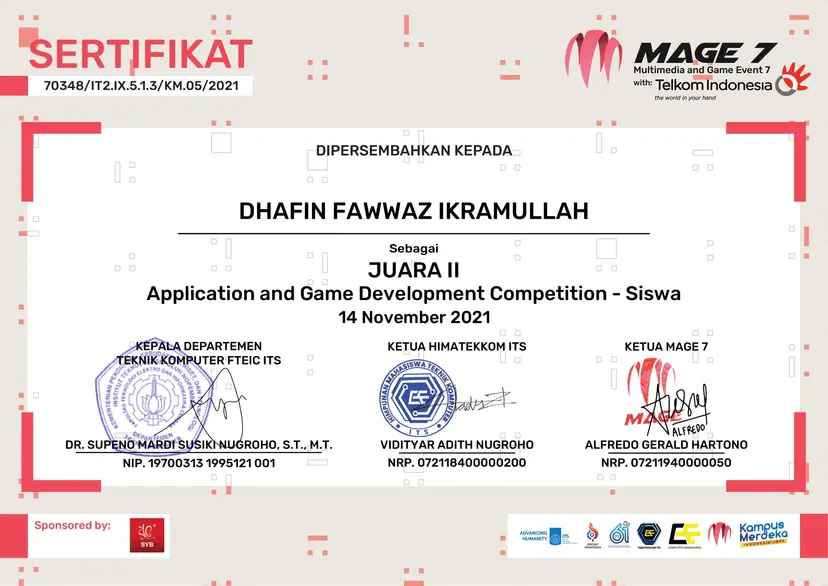 SERTIFIKAT
70348/IT2.IX.5.1.3/KM.05/2021
MAGE 7
Multimedia and Game Event 7
with: Telkom Indonesia
the world in your hand
DIPERSEMBAHKAN KEPADA
DHAFIN FAWWAZ IKRAMULLAH
Sebagai
JUARA II
Application and Game Development Competition - Siswa
14 November 2021
KEPALA DEPARTEMEN
TEKNIK KOMPUTER FTEIC ITS
DR. SUPENO MARDI SUSIKI NUGROHO, S.T., M.T.
NIP. 19700313 1995121 001
KETUA HIMATEKKOM ITS
HIMPUNAN MAHASISWA TEKNIK KOMPUTER
ITS
VIDITYAR ADITH NUGROHO
NRP. 072118400000200
KETUA MAGE 7
MAGE
ALFREDO
ALFREDO GERALD HARTONO
NRP. 07211940000050
Sponsored by:
SYB
ADVANCING
HUMANITY
ITS
Kampus
Merdeka
INDONESIA JAYA